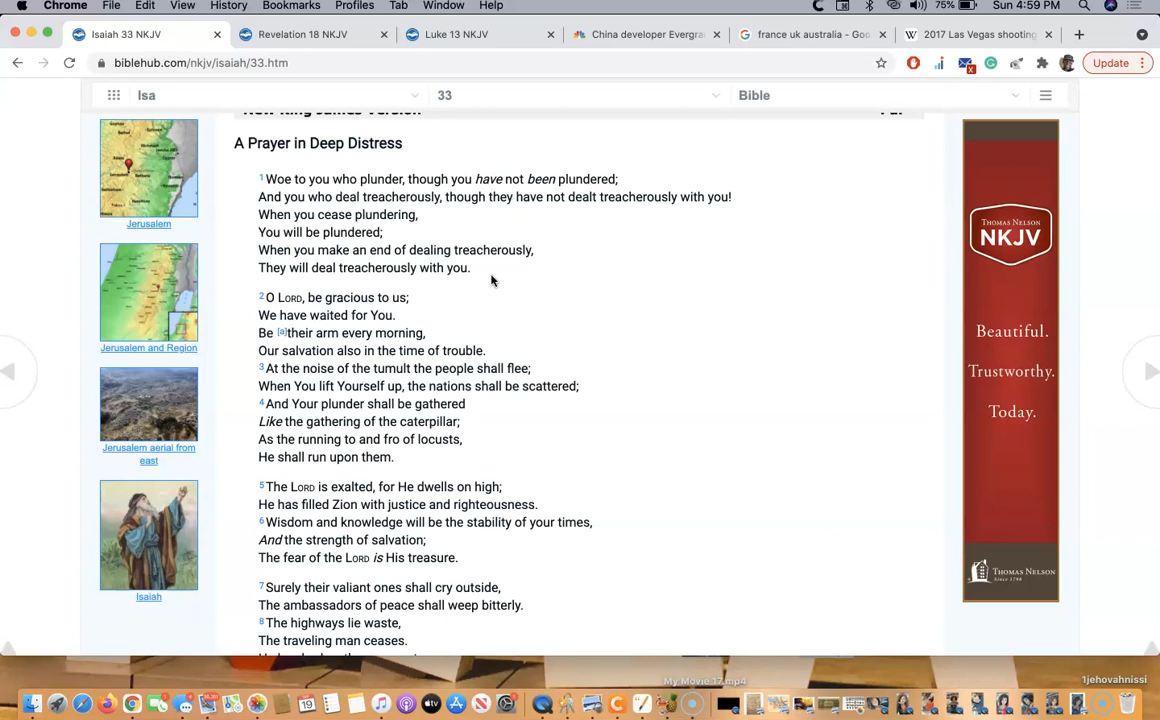 Chrome File Edit View History Bookmarks Profiles Tab Window Help 75% Sun 4:59 PM
Isaiah 33 NKJV Revelation 18 NKJV Luke 13 NKJV China developer Evergra france uk australia - Goo 2017 Las Vegas shooting
biblehub.com/nkjv/isaiah/33.htm Update
Isa 33 Bible
New King James Version Par
A Prayer in Deep Distress
1 Woe to you who plunder, though you have not been plundered;
And you who deal treacherously, though they have not dealt treacherously with you!
When you cease plundering,
You will be plundered;
When you make an end of dealing treacherously,
They will deal treacherously with you.
2 O LORD, be gracious to us;
We have waited for You.
Be [a]their arm every morning,
Our salvation also in the time of trouble.
3 At the noise of the tumult the people shall flee;
When You lift Yourself up, the nations shall be scattered;
4 And Your plunder shall be gathered
Like the gathering of the caterpillar;
As the running to and fro of locusts,
He shall run upon them.
5 The LORD is exalted, for He dwells on high;
He has filled Zion with justice and righteousness.
6 Wisdom and knowledge will be the stability of your times,
And the strength of salvation;
The fear of the LORD is His treasure.
7 Surely their valiant ones shall cry outside,
The ambassadors of peace shall weep bitterly.
8 The highways lie waste,
The traveling man ceases.
Jerusalem
Jerusalem and Region
Jerusalem aerial from
east
Isaiah
THOMAS NELSON
NKJV
Beautiful.
Trustworthy.
Today.
THOMAS NELSON
Since 1798
My Movie 17.mp4
1jehovahnissi